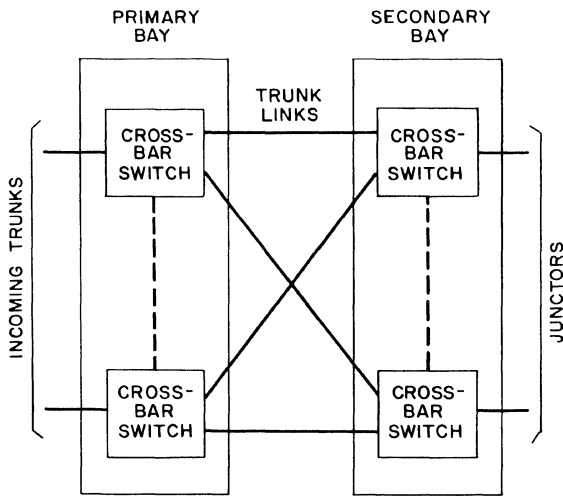 PRIMARY
BAY
SECONDARY
BAY
TRUNK
LINKS
CROSS-
BAR
SWITCH
CROSS-
BAR
SWITCH
INCOMING TRUNKS
JUNCTORS
CROSS-
BAR
SWITCH
CROSS-
BAR
SWITCH